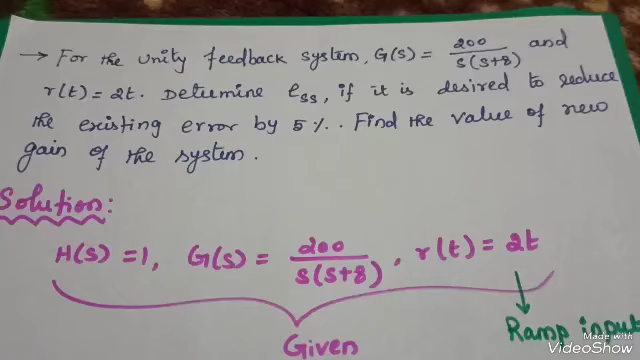 → For the unity feedback system, G(s) = 200/s(s+8) and
r(t) = 2t. Determine ess, if it is desired to reduce
the existing error by 5%. Find the value of new
gain of the system.
Solution:
H(s) = 1, G(s) = 200/s(s+8), r(t) = 2t
Given
Ramp input
Made with
VideoShow